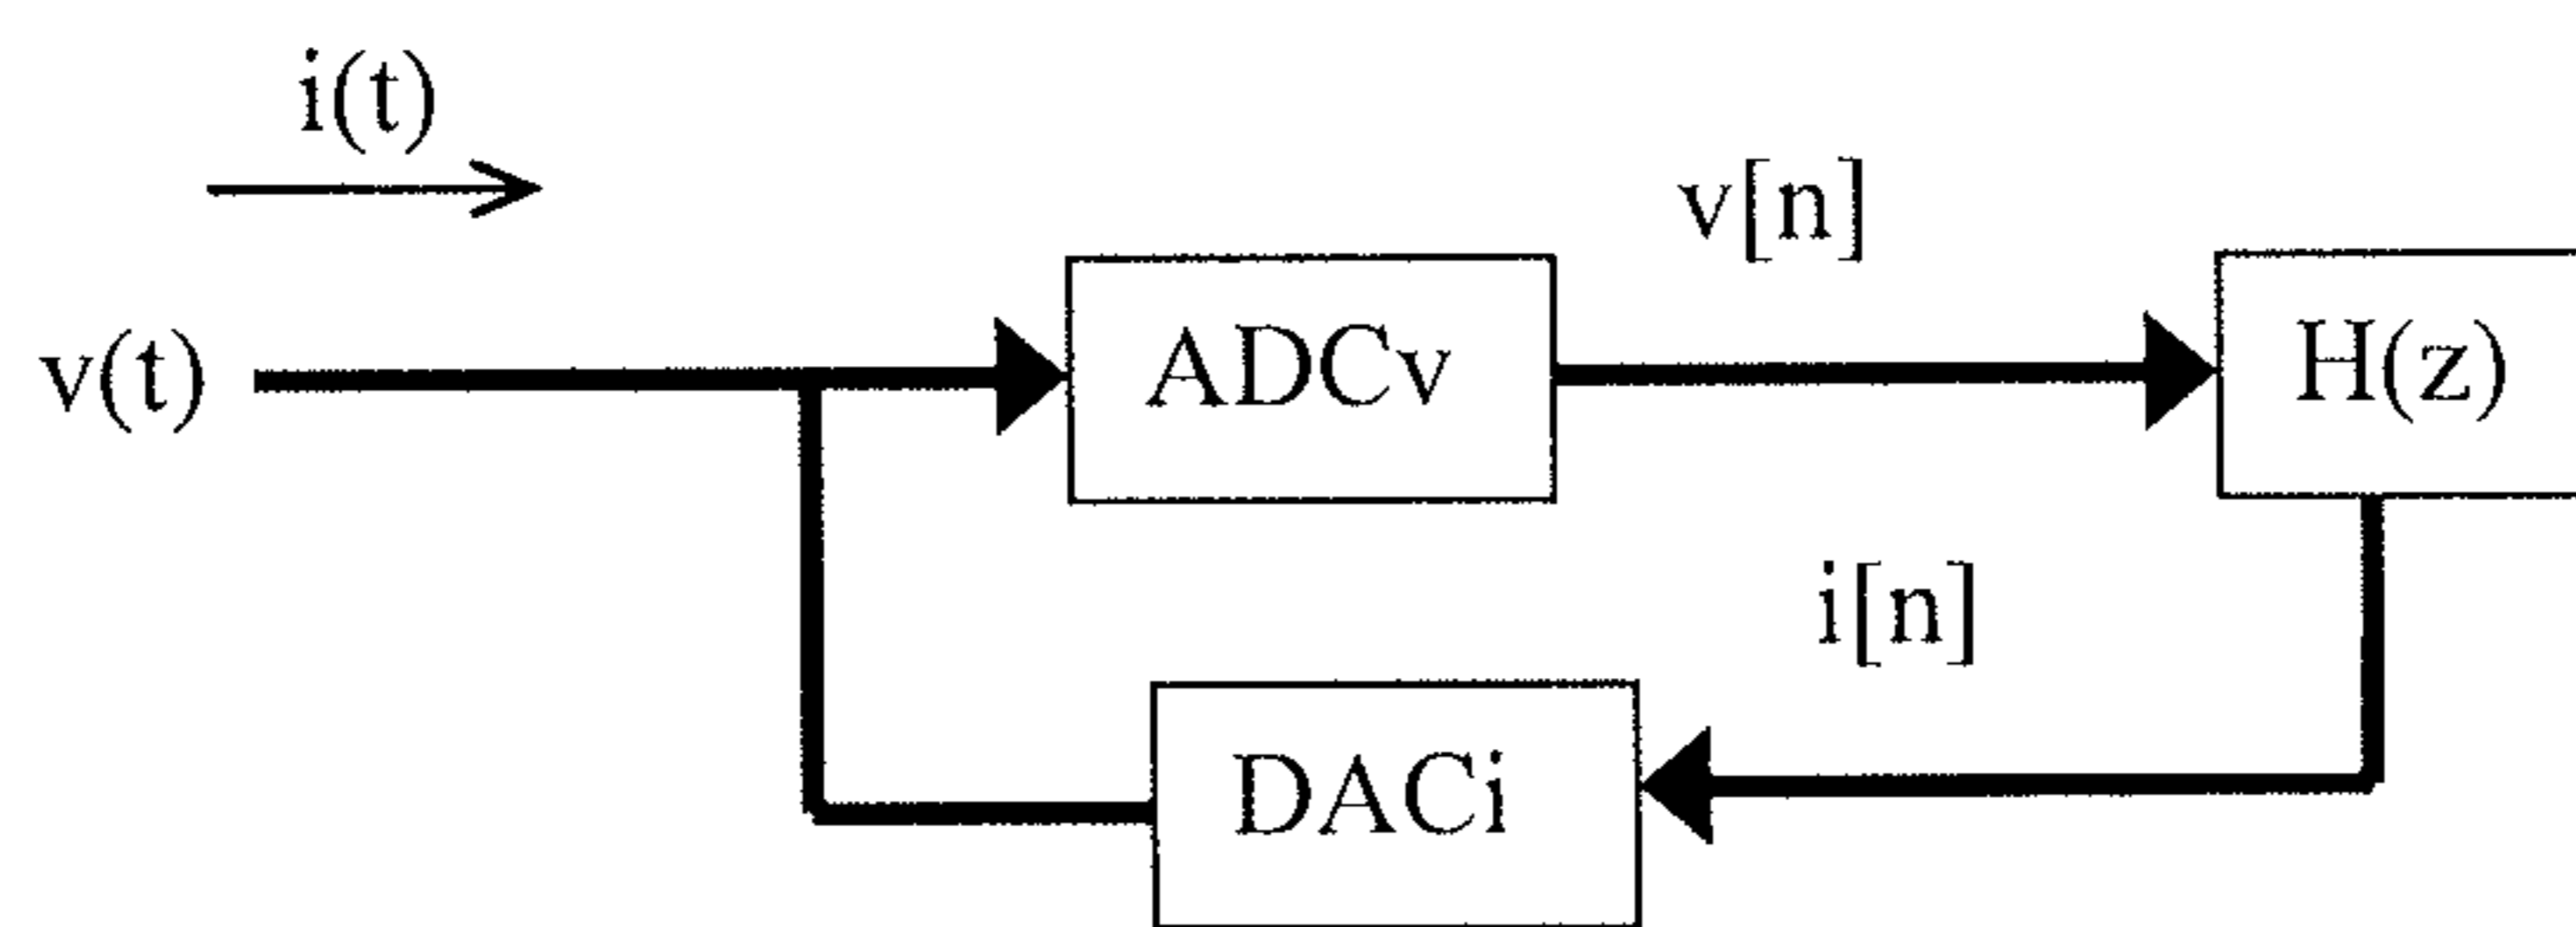 i(t)
v[n]
v(t)
ADCv
H(z)
i[n]
DACi